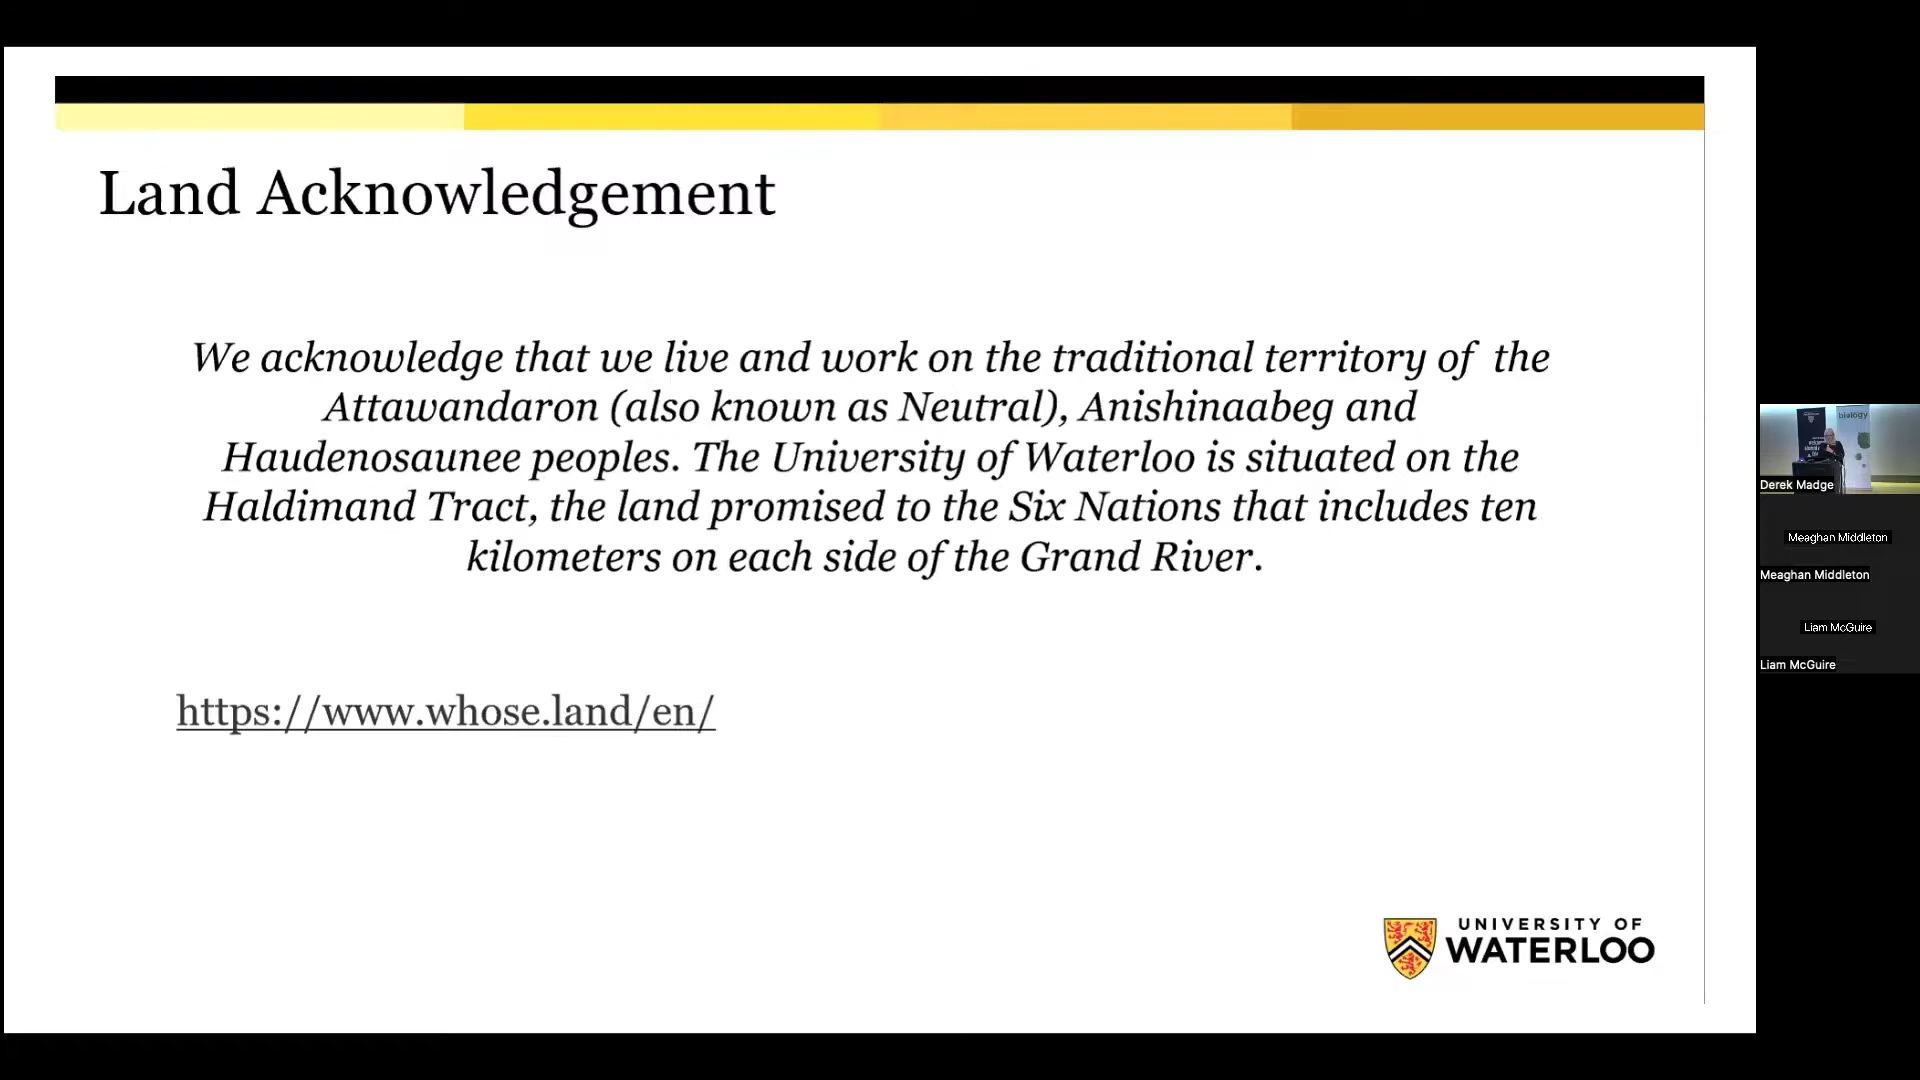 Land Acknowledgement
We acknowledge that we live and work on the traditional territory of the
Attawandaron (also known as Neutral), Anishinaabeg and
Haudenosaunee peoples. The University of Waterloo is situated on the
Haldimand Tract, the land promised to the Six Nations that includes ten
kilometers on each side of the Grand River.
https://www.whose.land/en/
UNIVERSITY OF
WATERLOO
biology
Derek Madge
Meaghan Middleton
Meaghan Middleton
Liam McGuire
Liam McGuire